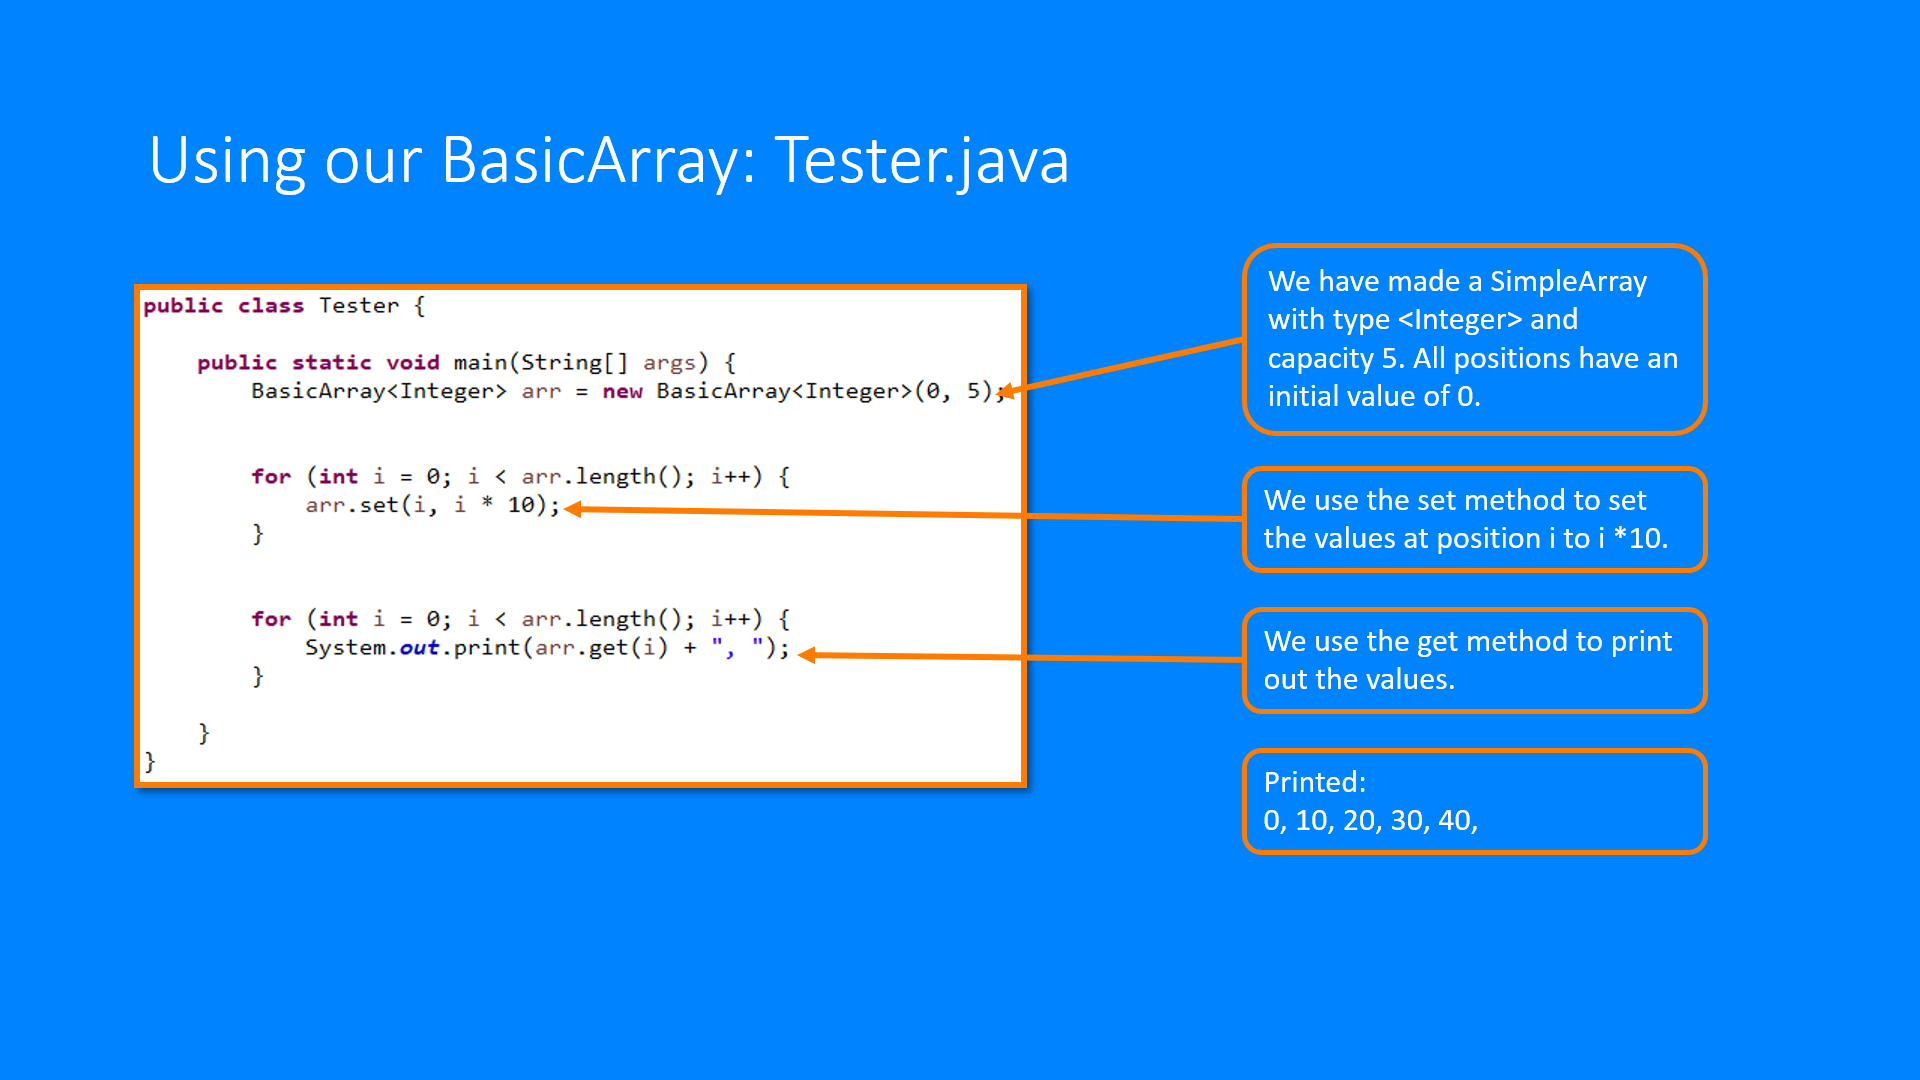 Using our BasicArray: Tester.java
public class Tester {
public static void main(String[] args) {
BasicArray<Integer> arr = new BasicArray<Integer>(0, 5);
for (int i = 0; i < arr.length(); i++) {
arr.set(i, i * 10);
}
for (int i = 0; i < arr.length(); i++) {
System.out.print(arr.get(i) + ", ");
}
}
}
We have made a SimpleArray
with type <Integer> and
capacity 5. All positions have an
initial value of 0.
We use the set method to set
the values at position i to i *10.
We use the get method to print
out the values.
Printed:
0, 10, 20, 30, 40,